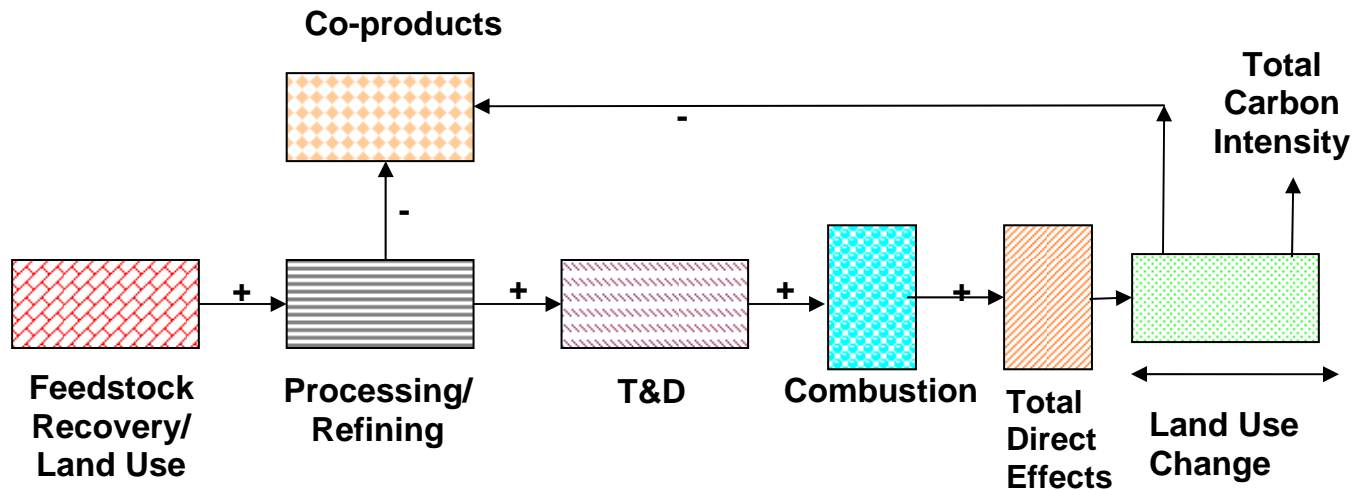 Co-products
Total
Carbon
Intensity
-
-
+
+
+
+
Feedstock
Recovery/
Land Use
Processing/
Refining
T&D
Combustion
Total
Direct
Effects
Land Use
Change